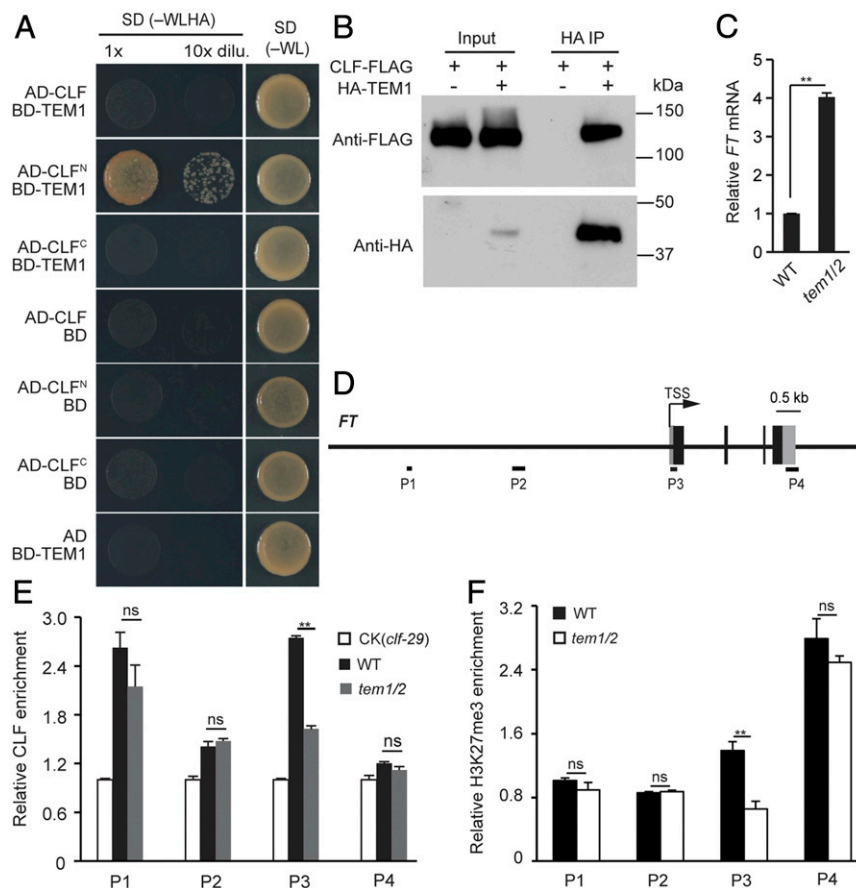 A
SD (–WLHA)
SD
(–WL)
1x
10x dilu.
AD-CLF
BD-TEM1
AD-CLFᴺ
BD-TEM1
AD-CLFᶜ
BD-TEM1
AD-CLF
BD
AD-CLFᴺ
BD
AD-CLFᶜ
BD
AD
BD-TEM1
B
Input
HA IP
CLF-FLAG
+ + + +
HA-TEM1
- + - +
kDa
Anti-FLAG
150
100
Anti-HA
50
37
C
Relative FT mRNA
5
4
3
2
1
0
**
WT
tem1/2
D
FT
TSS
0.5 kb
P1
P2
P3
P4
E
Relative CLF enrichment
3.0
2.4
1.8
1.2
0.6
0
ns
ns
**
ns
CK(clf-29)
WT
tem1/2
P1
P2
P3
P4
F
Relative H3K27me3 enrichment
3.2
2.4
1.6
0.8
0
WT
tem1/2
ns
ns
**
ns
P1
P2
P3
P4